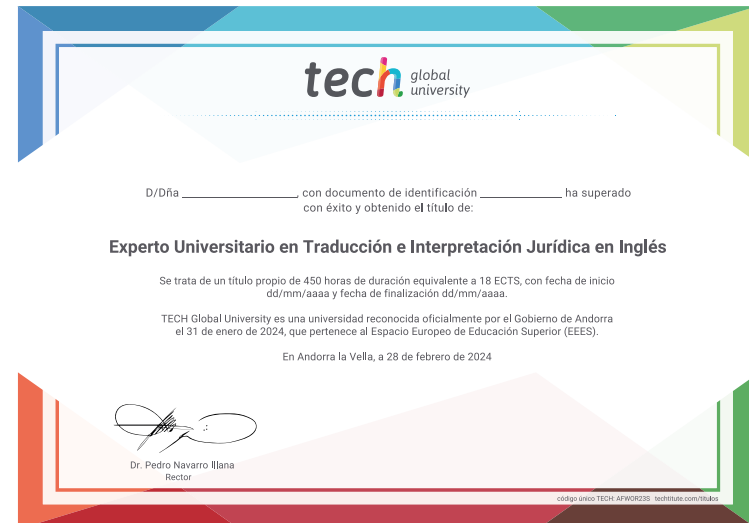 tech global university
D/Dña ____________________, con documento de identificación ______________ ha superado
con éxito y obtenido el título de:
Experto Universitario en Traducción e Interpretación Jurídica en Inglés
Se trata de un título propio de 450 horas de duración equivalente a 18 ECTS, con fecha de inicio
dd/mm/aaaa y fecha de finalización dd/mm/aaaa.
TECH Global University es una universidad reconocida oficialmente por el Gobierno de Andorra
el 31 de enero de 2024, que pertenece al Espacio Europeo de Educación Superior (EEES).
En Andorra la Vella, a 28 de febrero de 2024
Dr. Pedro Navarro Illana
Rector
código único TECH: AFWOR23S techtitute.com/titulos